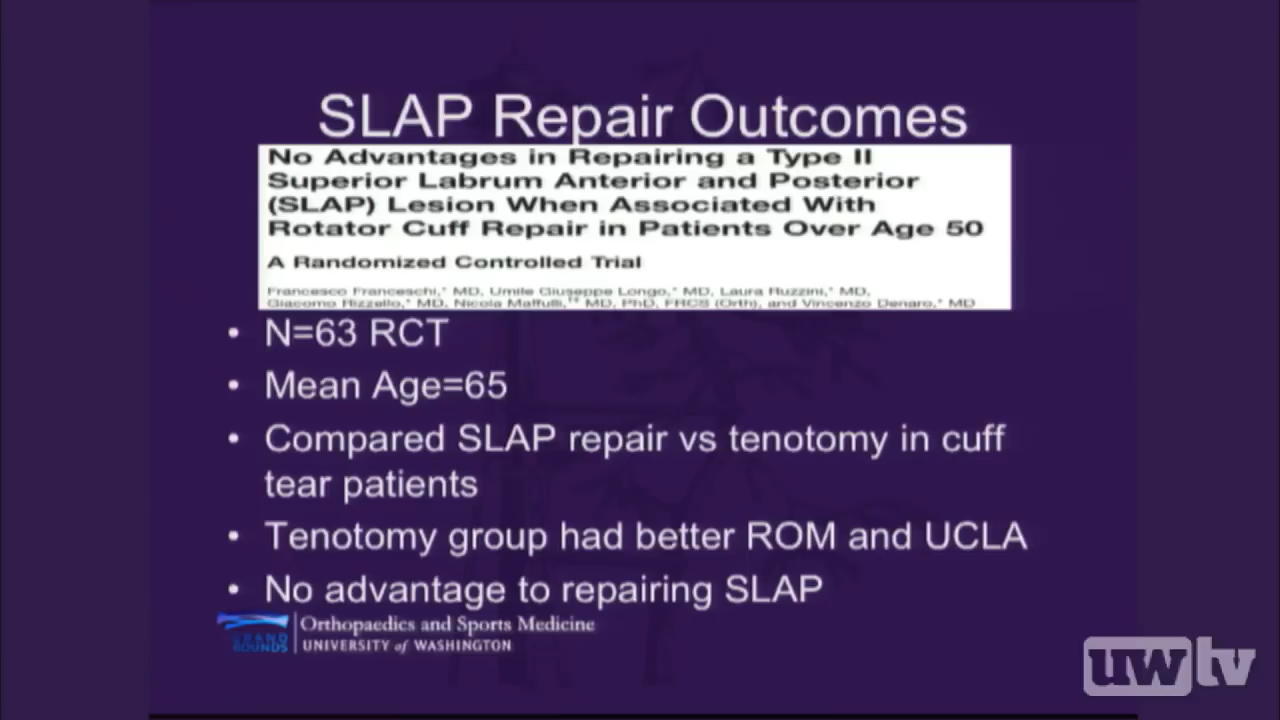 SLAP Repair Outcomes
No Advantages in Repairing a Type II
Superior Labrum Anterior and Posterior
(SLAP) Lesion When Associated With
Rotator Cuff Repair in Patients Over Age 50
A Randomized Controlled Trial
Francesco Franceschi,* MD, Umile Giuseppe Longo,* MD, Laura Ruzzini,* MD,
Giacomo Rizzello,* MD, Nicola Maffulli, MD, PhD, FRCS (Orth), and Vincenzo Denaro,* MD
• N=63 RCT
• Mean Age=65
• Compared SLAP repair vs tenotomy in cuff
tear patients
• Tenotomy group had better ROM and UCLA
• No advantage to repairing SLAP
GRAND
ROUNDS
Orthopaedics and Sports Medicine
UNIVERSITY of WASHINGTON
uwtv